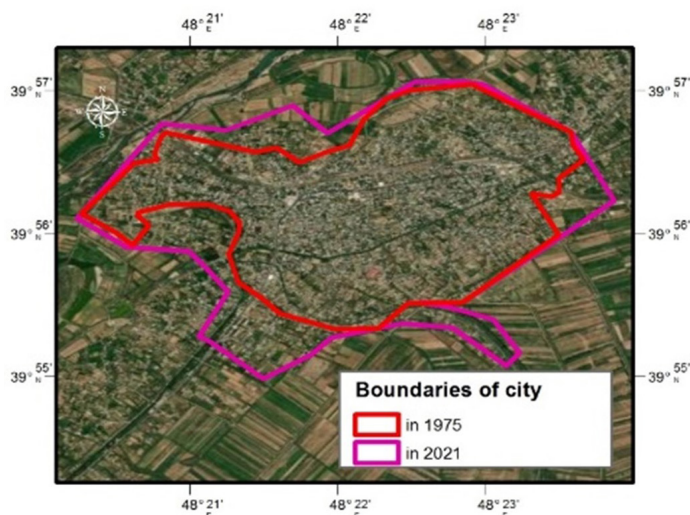 48° 21' E
48° 22' E
48° 23' E
39° 57' N
39° 57' N
N
W E
S
39° 56' N
39° 56' N
39° 55' N
39° 55' N
Boundaries of city
in 1975
in 2021
48° 21'
48° 22'
48° 23'